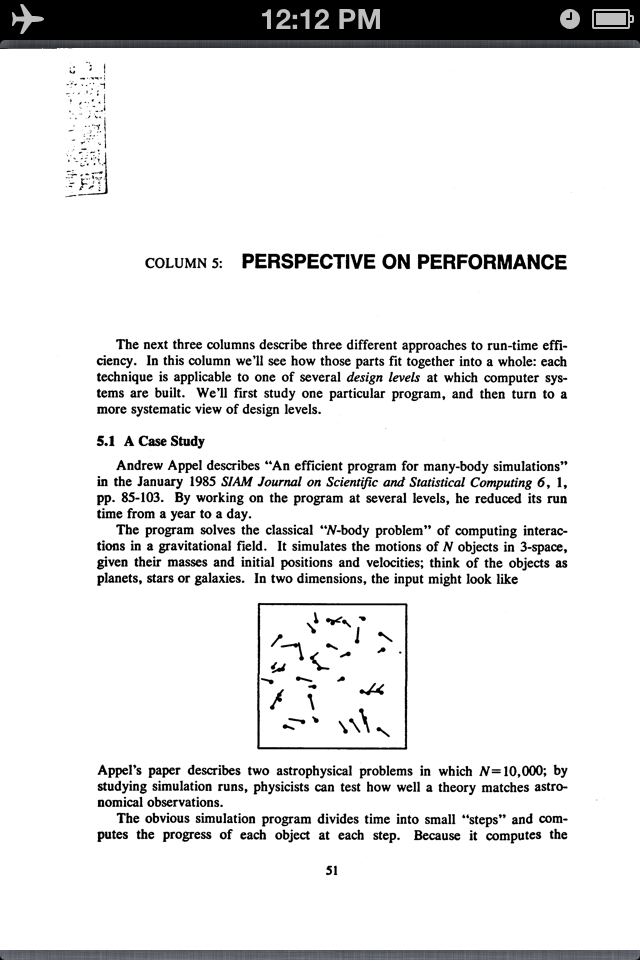 12:12 PM
COLUMN 5: PERSPECTIVE ON PERFORMANCE
The next three columns describe three different approaches to run-time effi-
ciency. In this column we'll see how those parts fit together into a whole: each
technique is applicable to one of several design levels at which computer sys-
tems are built. We'll first study one particular program, and then turn to a
more systematic view of design levels.
5.1 A Case Study
Andrew Appel describes “An efficient program for many-body simulations”
in the January 1985 SIAM Journal on Scientific and Statistical Computing 6, 1,
pp. 85-103. By working on the program at several levels, he reduced its run
time from a year to a day.
The program solves the classical “N-body problem” of computing interac-
tions in a gravitational field. It simulates the motions of N objects in 3-space,
given their masses and initial positions and velocities; think of the objects as
planets, stars or galaxies. In two dimensions, the input might look like
Appel's paper describes two astrophysical problems in which N=10,000; by
studying simulation runs, physicists can test how well a theory matches astro-
nomical observations.
The obvious simulation program divides time into small “steps” and com-
putes the progress of each object at each step. Because it computes the
51